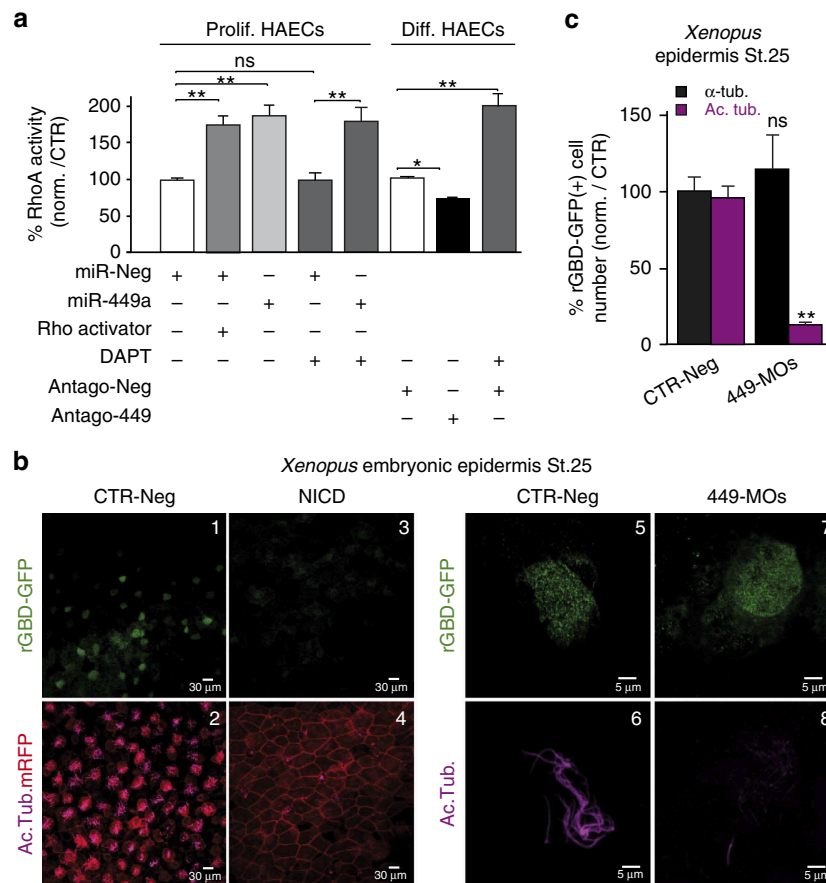 a
Prolif. HAECs
Diff. HAECs
% RhoA activity
(norm. /CTR)
200
150
100
50
0
ns
**
**
**
**
*
miR-Neg + + – + –
miR-449a – – + – +
Rho activator – + – – –
DAPT – – – + + – – +
Antago-Neg + – +
Antago-449 – + –
c
Xenopus
epidermis St.25
α-tub.
Ac. tub.
% rGBD-GFP(+) cell
number (norm. / CTR)
150
100
50
0
ns
**
CTR-Neg
449-MOs
b
Xenopus embryonic epidermis St.25
CTR-Neg NICD CTR-Neg 449-MOs
rGBD-GFP
1
30 µm
3
30 µm
rGBD-GFP
5
5 µm
7
5 µm
Ac.Tub.mRFP
2
30 µm
4
30 µm
Ac.Tub.
6
5 µm
8
5 µm